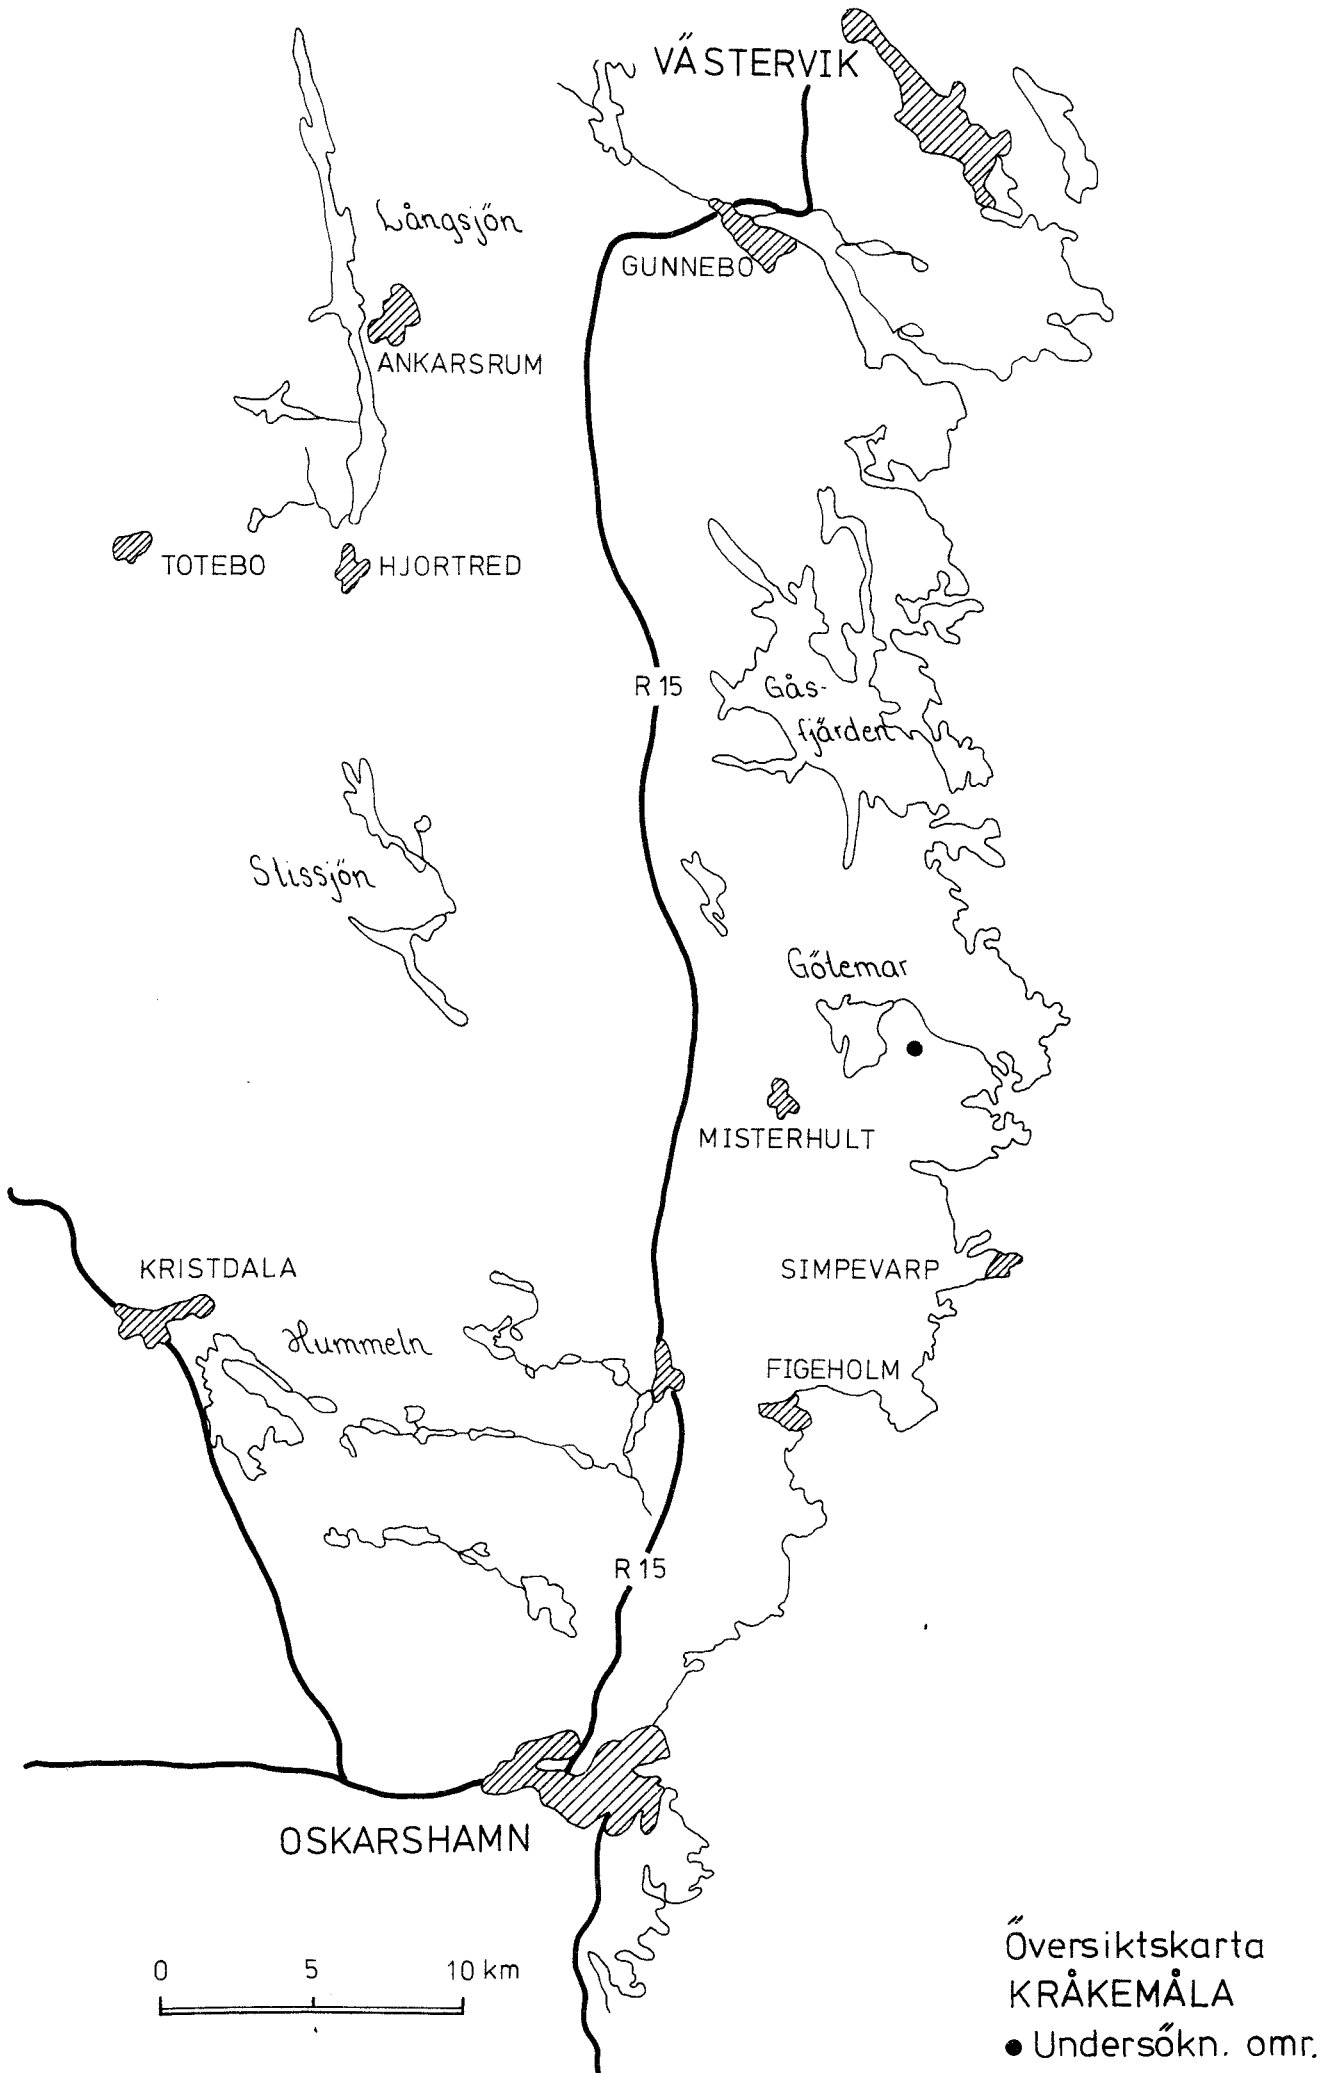 VÄSTERVIK
Långsjön
GUNNEBO
ANKARSRUM
TOTEBO
HJORTRED
R 15
Gås-
fjärden
Slissjön
Götemar
MISTERHULT
KRISTDALA
SIMPEVARP
Hummeln
FIGEHOLM
R 15
OSKARSHAMN
0 5 10 km
Översiktskarta
KRÅKEMÅLA
● Undersökn. omr.